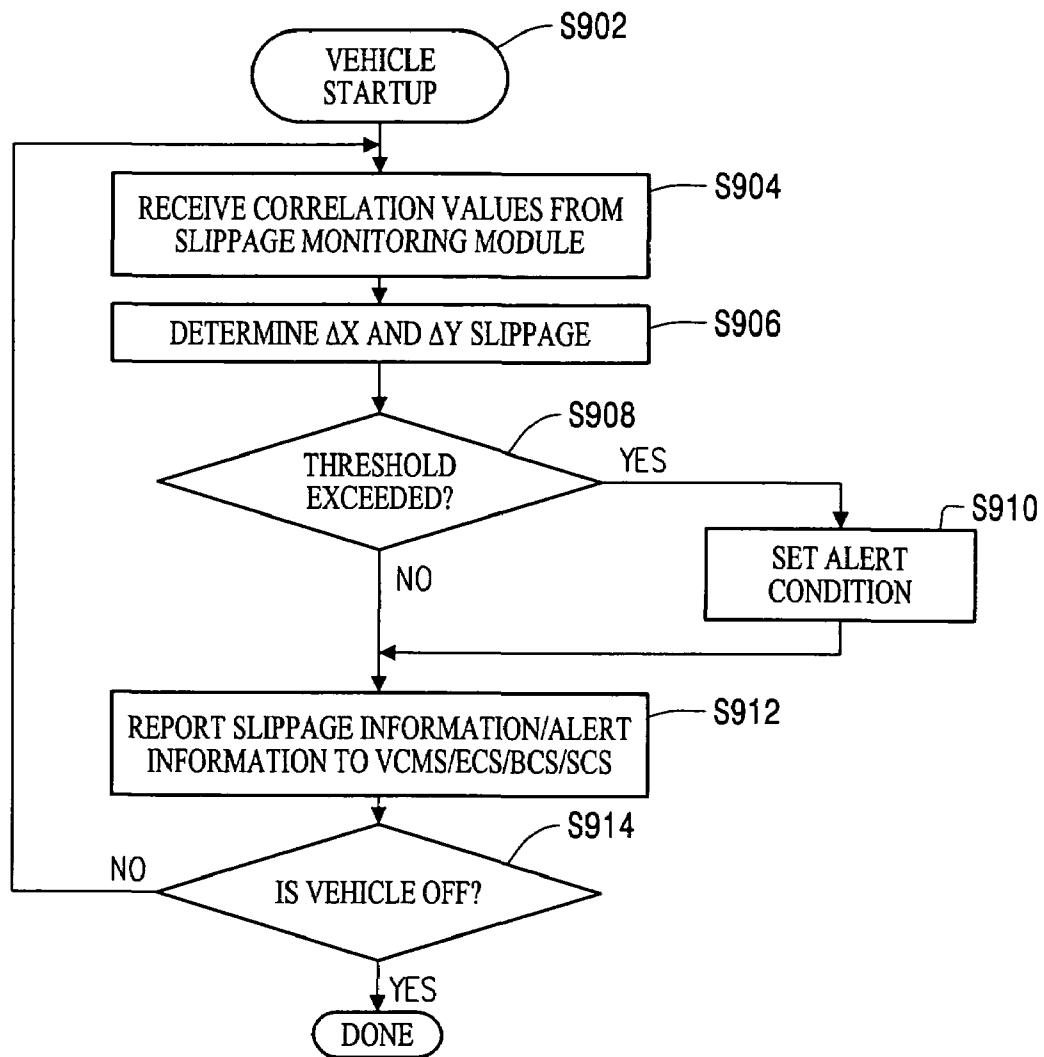 S902
VEHICLE
STARTUP
S904
RECEIVE CORRELATION VALUES FROM
SLIPPAGE MONITORING MODULE
S906
DETERMINE ΔX AND ΔY SLIPPAGE
S908
THRESHOLD
EXCEEDED?
YES
S910
SET ALERT
CONDITION
NO
S912
REPORT SLIPPAGE INFORMATION/ALERT
INFORMATION TO VCMS/ECS/BCS/SCS
S914
NO
IS VEHICLE OFF?
YES
DONE